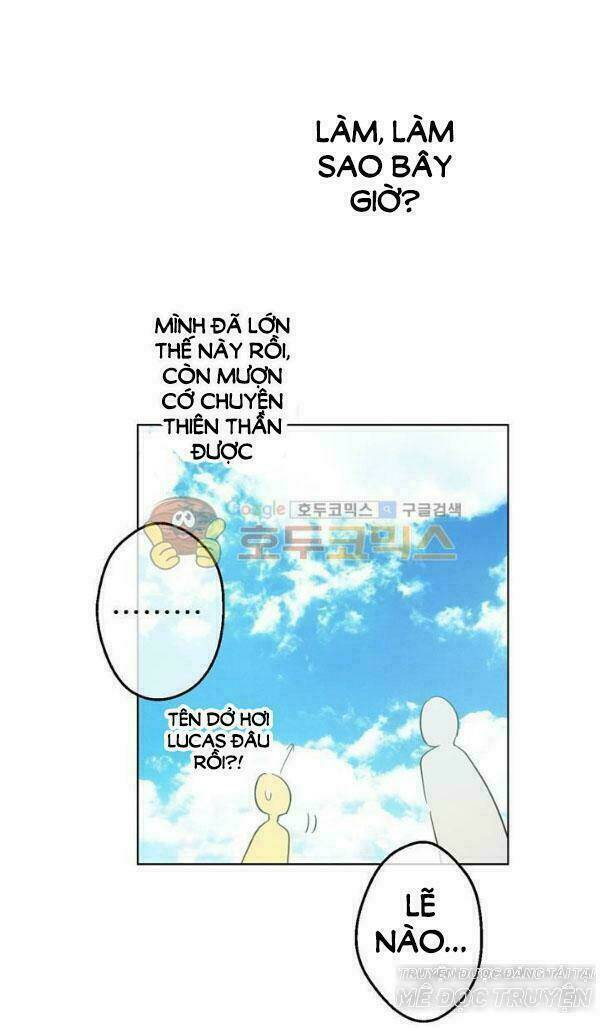 LÀM, LÀM
SAO BÂY
GIỜ?
MÌNH ĐÃ LỚN
THẾ NÀY RỒI,
CÒN MƯỢN
CỚ CHUYỆN
THIÊN THẦN
ĐƯỢC
Google 호두코믹스 구글검색
호두코믹스
.........
TÊN DỞ HƠI
LUCAS ĐÂU
RỒI?!
LẼ
NÀO...
TRUYỆN ĐƯỢC ĐĂNG TẢI TẠI
MÊ ĐỌC TRUYỆN